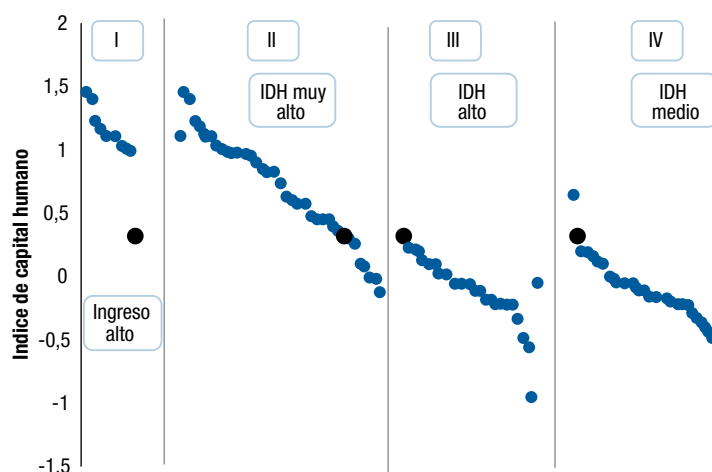 Indice de capital humano
2
1,5
1
0,5
0
-0,5
-1
-1,5
I
II
III
IV
IDH muy
alto
IDH
alto
IDH
medio
Ingreso
alto